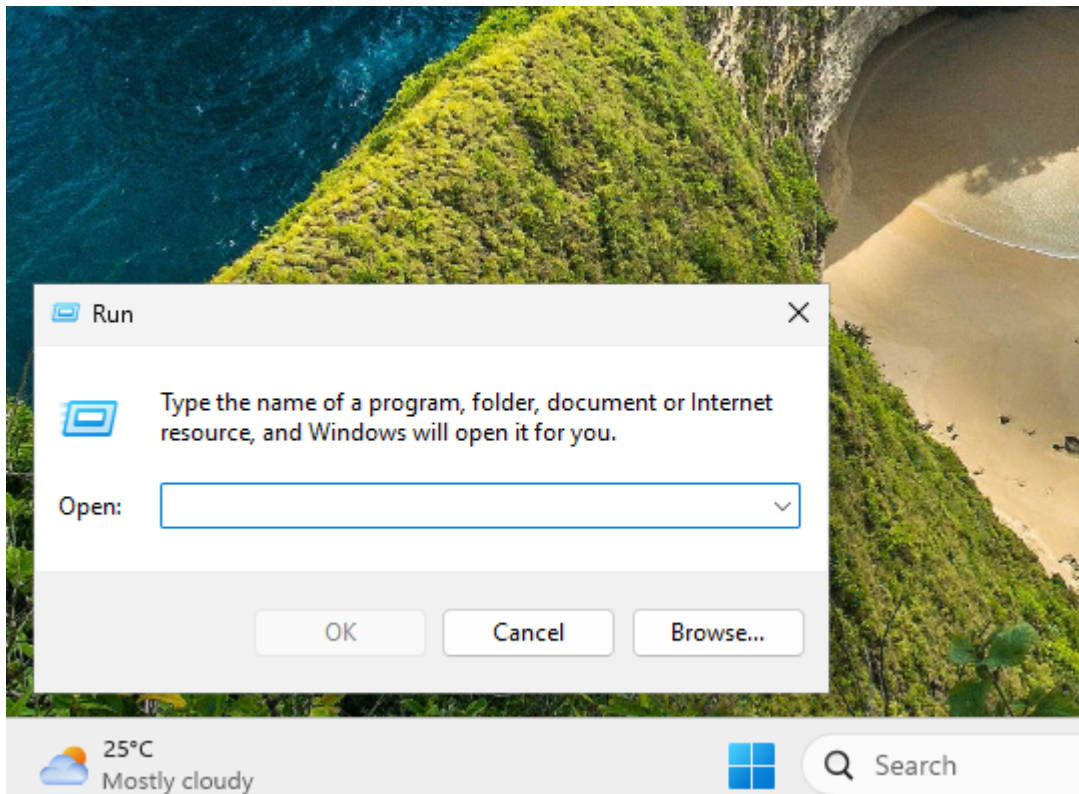 Run
Type the name of a program, folder, document or Internet
resource, and Windows will open it for you.
Open:
OK
Cancel
Browse...
25°C
Mostly cloudy
Search